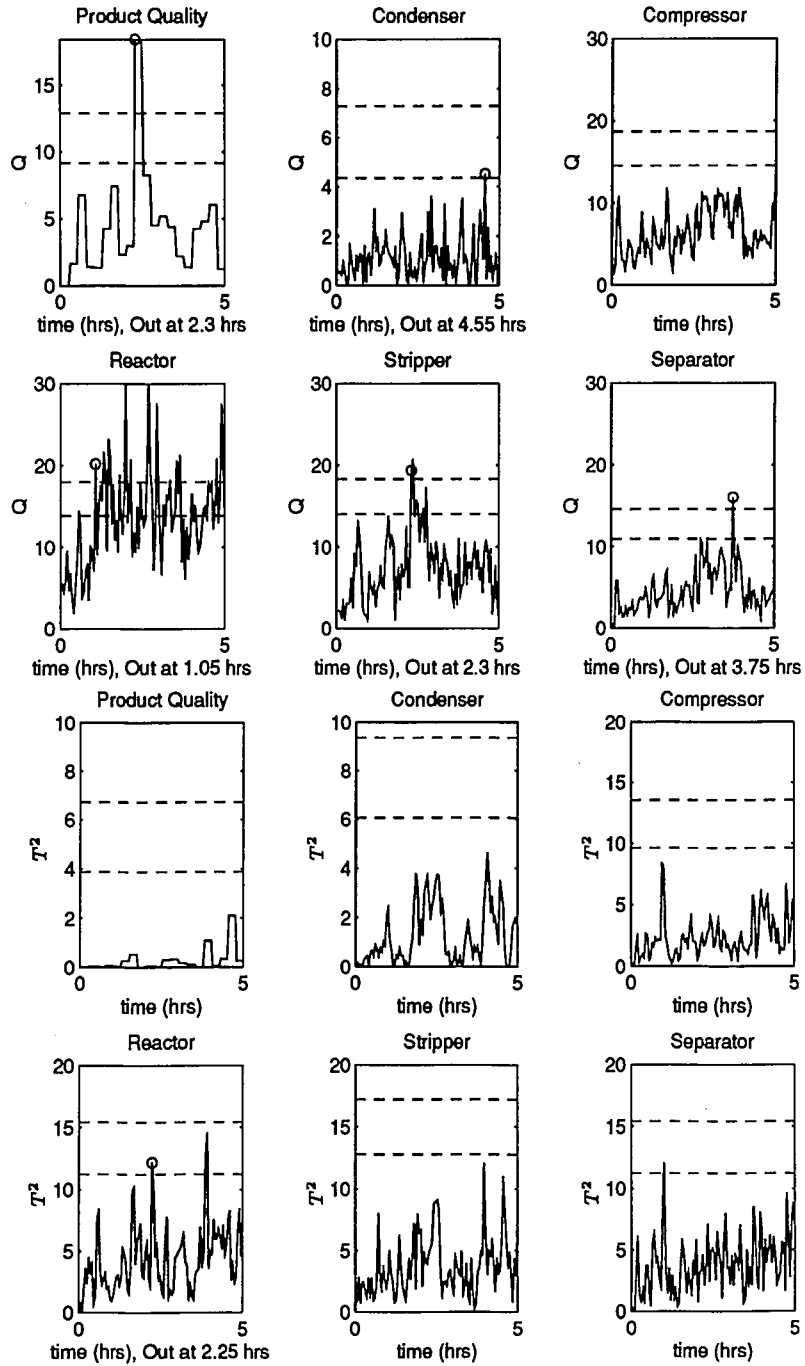 Product Quality Condenser Compressor
15 10 5 0
Q
10 8 6 4 2 0
Q
30 20 10 0
Q
0 5 0 5 0 5
time (hrs), Out at 2.3 hrs time (hrs), Out at 4.55 hrs time (hrs)
Reactor Stripper Separator
30 20 10 0
Q
30 20 10 0
Q
30 20 10 0
Q
0 5 0 5 0 5
time (hrs), Out at 1.05 hrs time (hrs), Out at 2.3 hrs time (hrs), Out at 3.75 hrs
Product Quality Condenser Compressor
10 8 6 4 2 0
T²
10 8 6 4 2 0
T²
20 15 10 5 0
T²
0 5 0 5 0 5
time (hrs) time (hrs) time (hrs)
Reactor Stripper Separator
20 15 10 5 0
T²
20 15 10 5 0
T²
20 15 10 5 0
T²
0 5 0 5 0 5
time (hrs), Out at 2.25 hrs time (hrs) time (hrs)